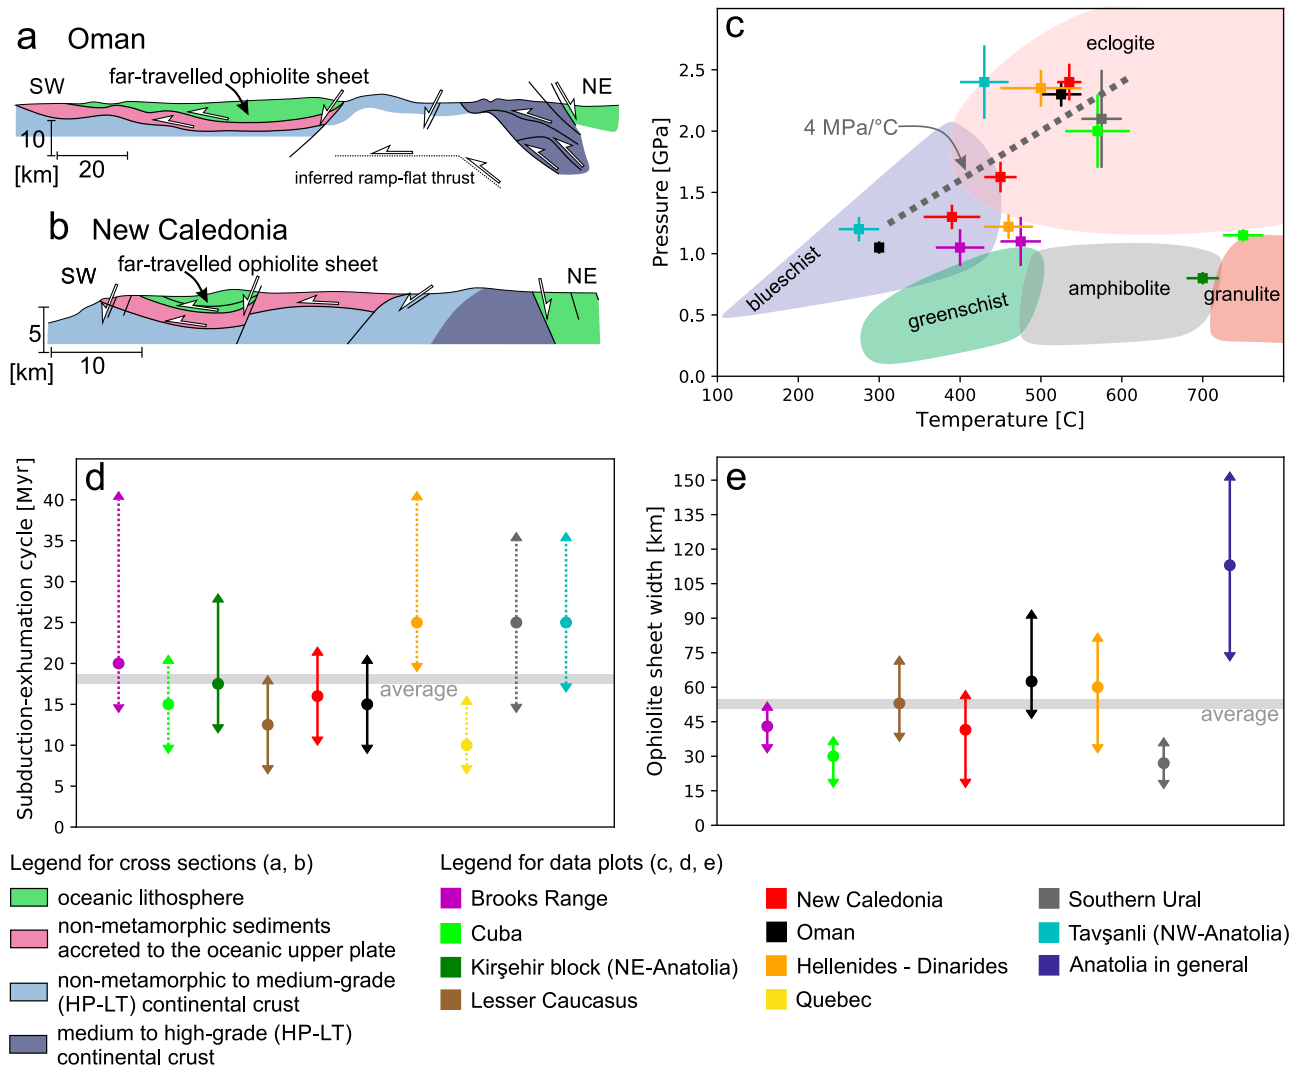 a Oman
SW
far-travelled ophiolite sheet
NE
10
20
[km]
inferred ramp-flat thrust
b New Caledonia
SW
far-travelled ophiolite sheet
NE
5
10
[km]
c
eclogite
4 MPa/°C
blueschist
greenschist
amphibolite
granulite
Pressure [GPa]
2.5
2.0
1.5
1.0
0.5
0.0
100 200 300 400 500 600 700
Temperature [C]
d
Subduction-exhumation cycle [Myr]
40
35
30
25
20
15
10
5
0
average
e
Ophiolite sheet width [km]
150
135
120
105
90
75
60
45
30
15
0
average
Legend for cross sections (a, b)
oceanic lithosphere
non-metamorphic sediments
accreted to the oceanic upper plate
non-metamorphic to medium-grade
(HP-LT) continental crust
medium to high-grade (HP-LT)
continental crust
Legend for data plots (c, d, e)
Brooks Range
Cuba
Kirşehir block (NE-Anatolia)
Lesser Caucasus
New Caledonia
Oman
Hellenides - Dinarides
Quebec
Southern Ural
Tavşanli (NW-Anatolia)
Anatolia in general